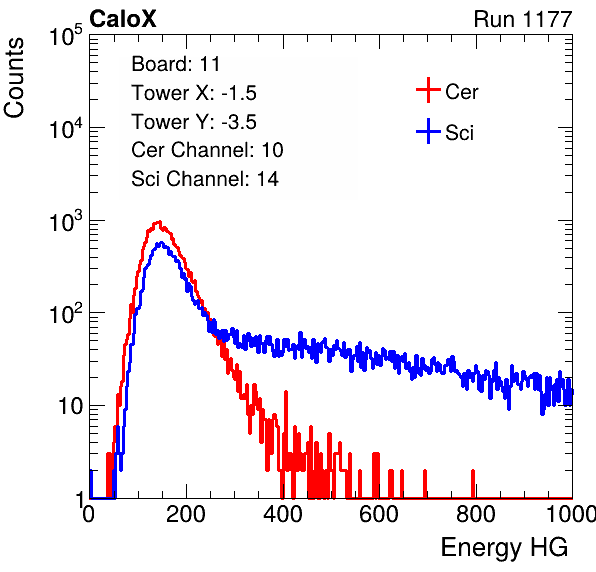 CaloX Run 1177
Counts
10^5
10^4
10^3
10^2
10
1
Board: 11
Tower X: -1.5
Tower Y: -3.5
Cer Channel: 10
Sci Channel: 14
Cer
Sci
0 200 400 600 800 1000
Energy HG